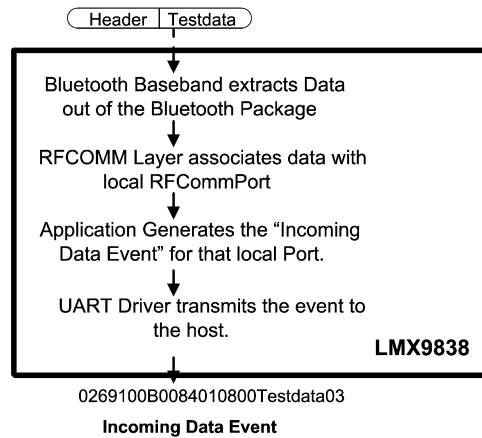 Header Testdata
Bluetooth Baseband extracts Data
out of the Bluetooth Package
RFCOMM Layer associates data with
local RFCommPort
Application Generates the “Incoming
Data Event” for that local Port.
UART Driver transmits the event to
the host.
LMX9838
0269100B0084010800Testdata03
Incoming Data Event